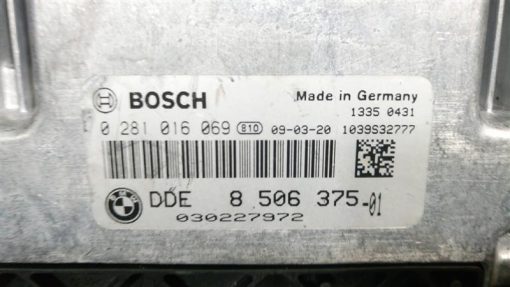 BOSCH
Made in Germany
1335 0431
0 281 016 069 S10 09-03-20 1039S32777
DDE 8 506 375-01
030227972